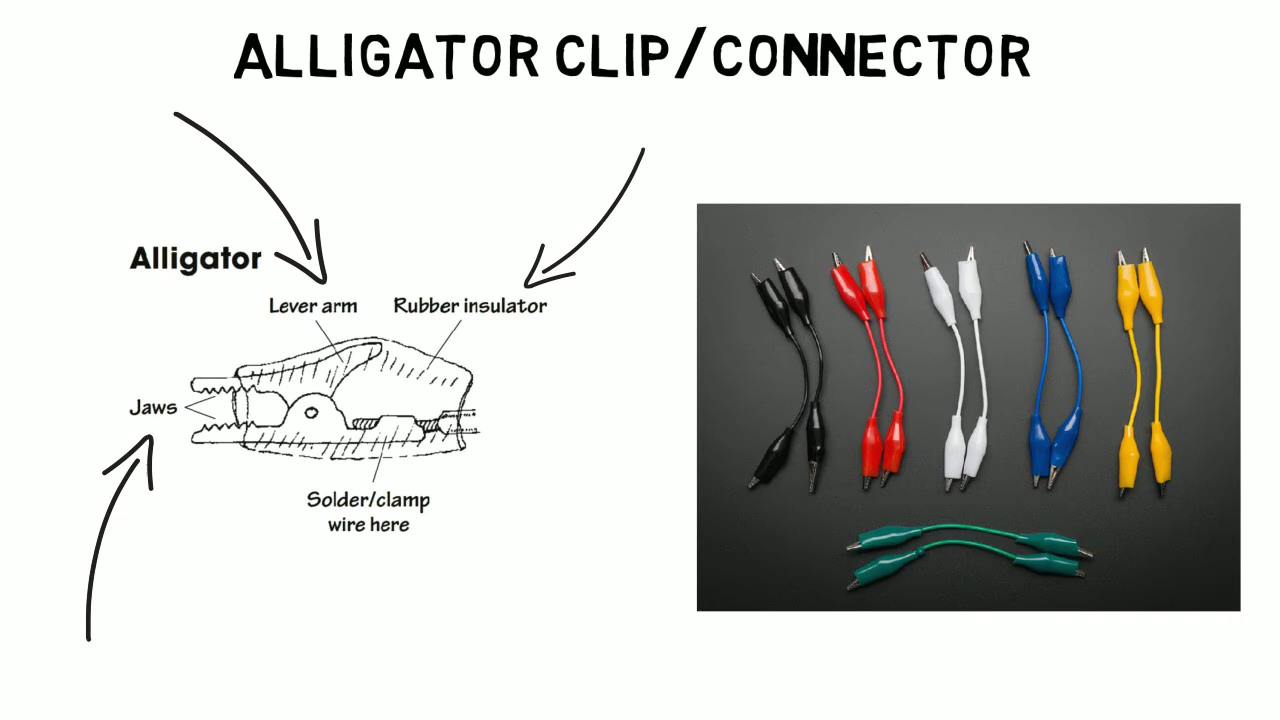 ALLIGATOR CLIP/CONNECTOR
Alligator
Lever arm
Rubber insulator
Jaws
Solder/clamp
wire here